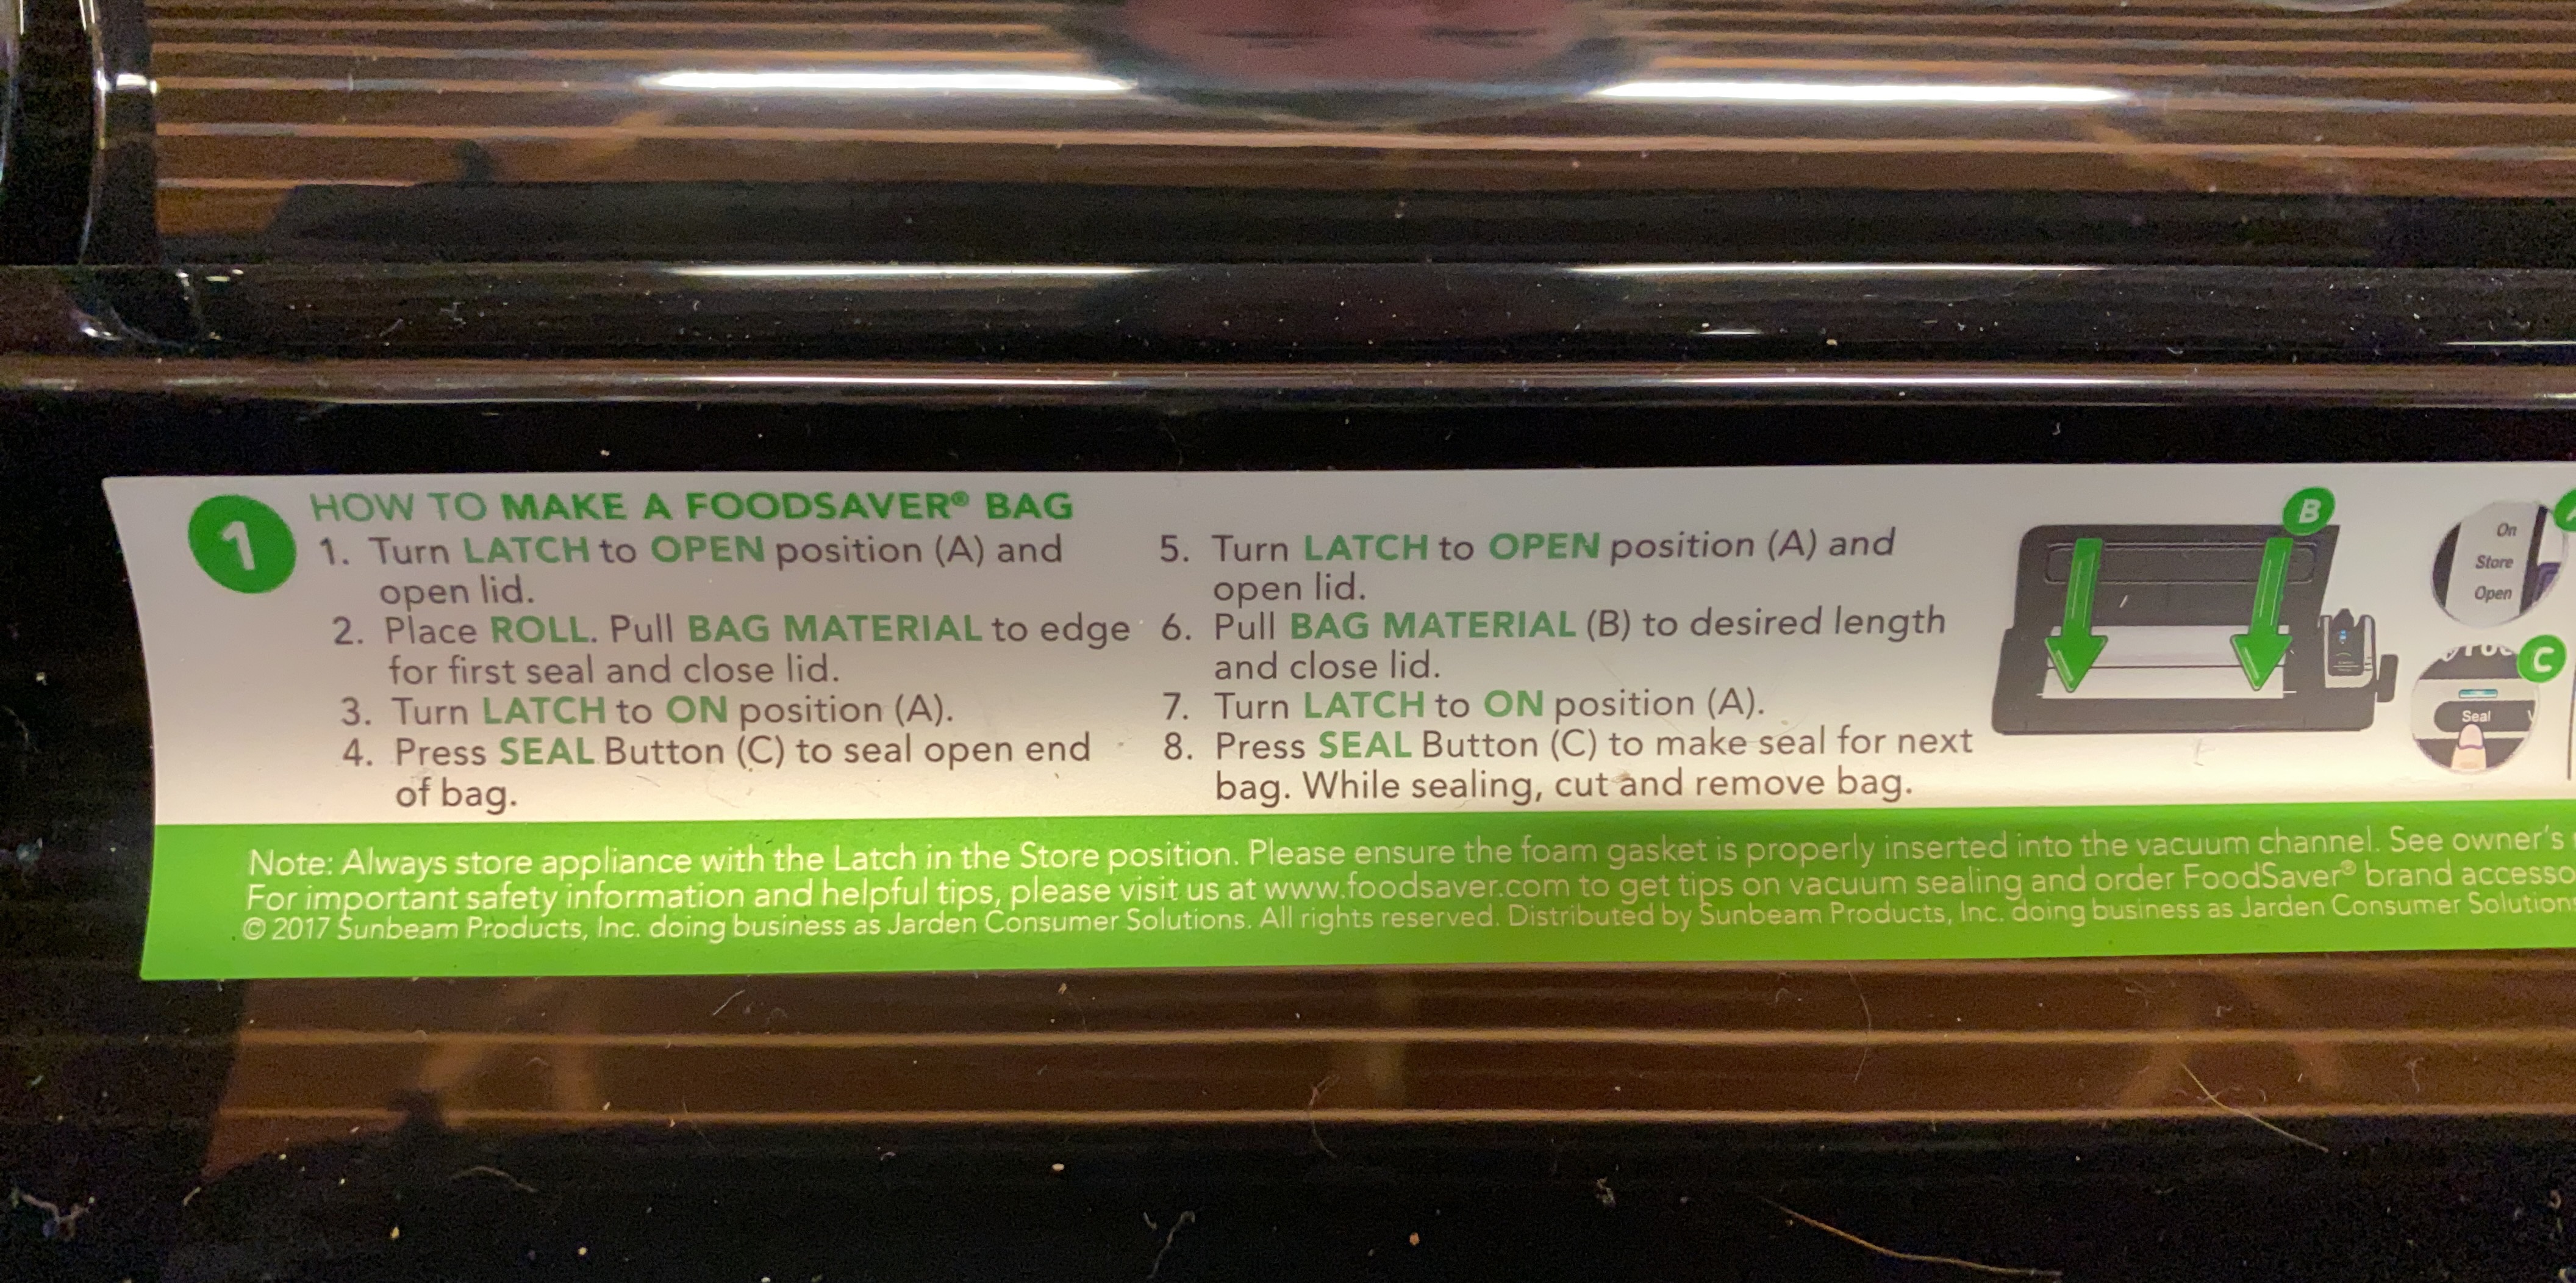 1
HOW TO MAKE A FOODSAVER® BAG
1. Turn LATCH to OPEN position (A) and
open lid.
2. Place ROLL. Pull BAG MATERIAL to edge
for first seal and close lid.
3. Turn LATCH to ON position (A).
4. Press SEAL Button (C) to seal open end
of bag.
5. Turn LATCH to OPEN position (A) and
open lid.
6. Pull BAG MATERIAL (B) to desired length
and close lid.
7. Turn LATCH to ON position (A).
8. Press SEAL Button (C) to make seal for next
bag. While sealing, cut and remove bag.
B
On
Store
Open
C
Seal
Note: Always store appliance with the Latch in the Store position. Please ensure the foam gasket is properly inserted into the vacuum channel. See owner's
For important safety information and helpful tips, please visit us at www.foodsaver.com to get tips on vacuum sealing and order FoodSaver® brand
© 2017 Sunbeam Products, Inc. doing business as Jarden Consumer Solutions. All rights reserved. Distributed by Sunbeam Products, Inc. doing business as Jarden Consumer